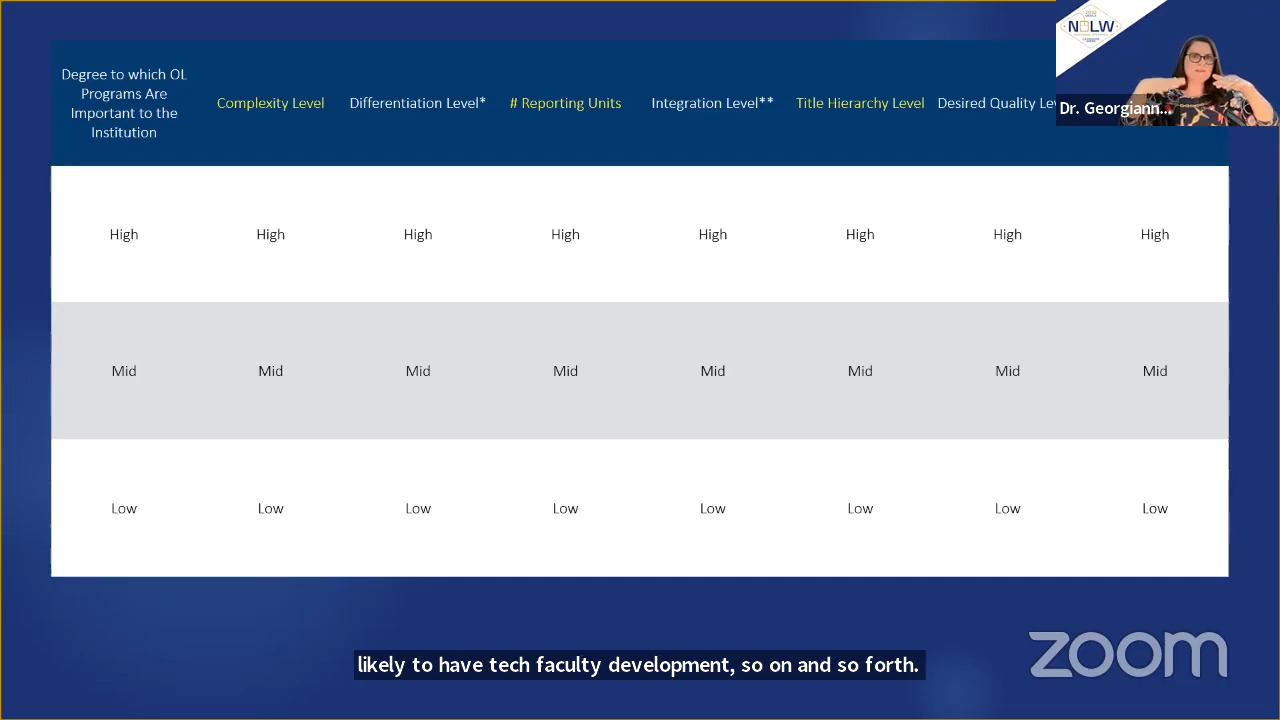 Degree to which OL
Programs Are
Important to the
Institution
Complexity Level
Differentiation Level*
# Reporting Units
Integration Level**
Title Hierarchy Level
Desired Quality Lev
NLW
Dr. Georgiann...
High High High High High High High High
Mid Mid Mid Mid Mid Mid Mid Mid
Low Low Low Low Low Low Low Low
likely to have tech faculty development, so on and so forth.
zoom